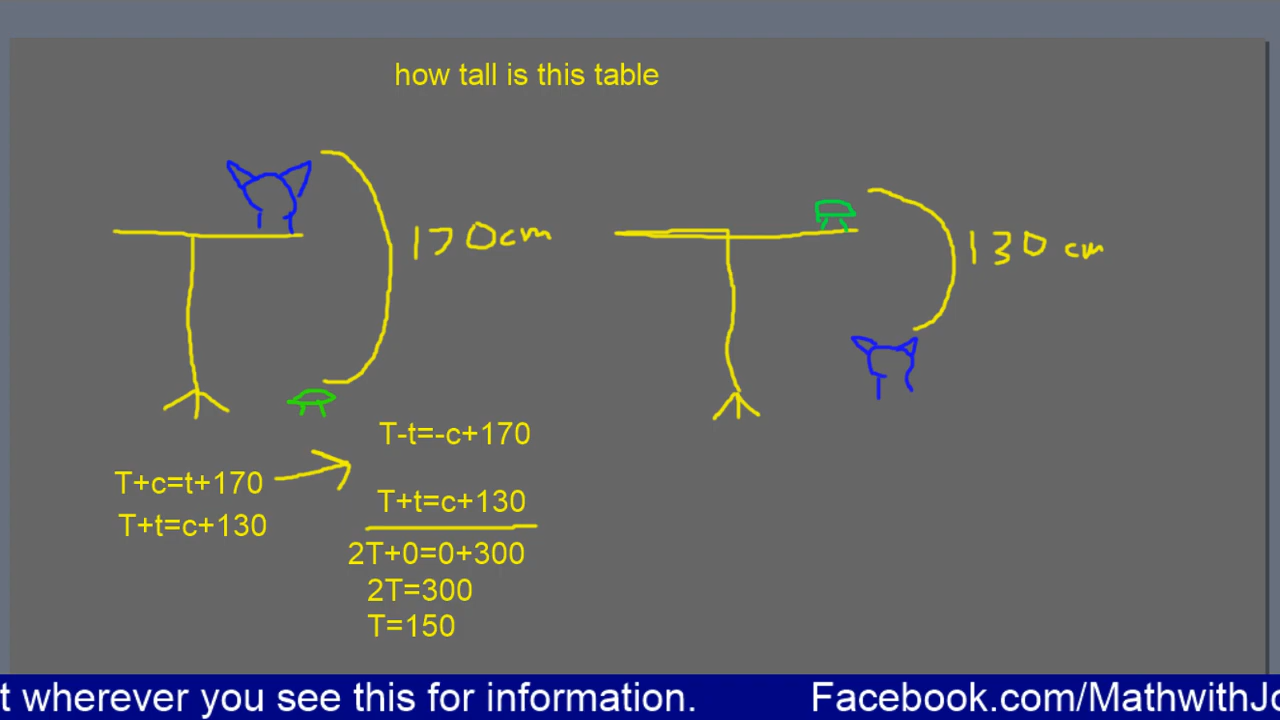 how tall is this table
170cm
130 cm
T-t=-c+170
T+c=t+170
T+t=c+130
T+t=c+130
2T+0=0+300
2T=300
T=150
t wherever you see this for information.
Facebook.com/MathwithJo